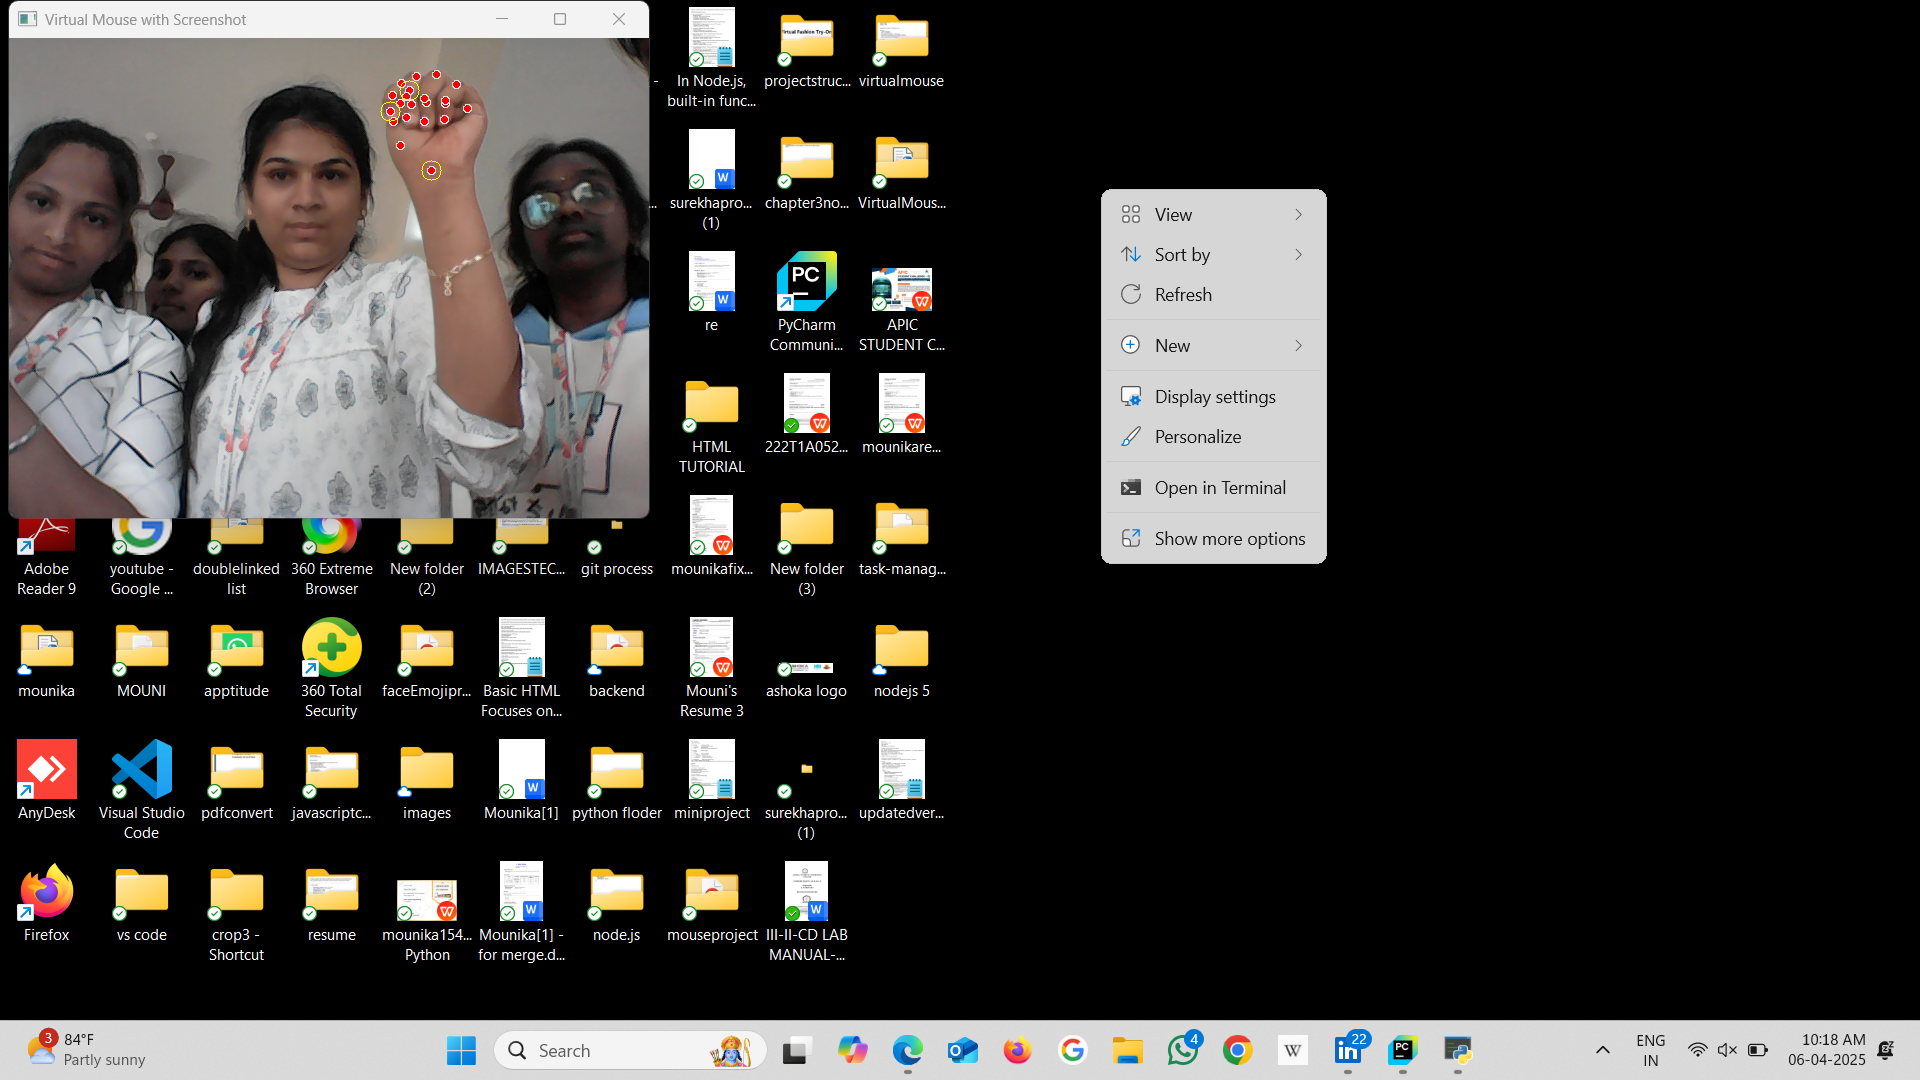 Virtual Mouse with Screenshot
In Node.js,
built-in func...
projectstruc...
virtualmouse
surekhapro...
(1)
chapter3no...
VirtualMous...
re
PyCharm
Communi...
APIC
STUDENT C...
HTML
TUTORIAL
222T1A052...
mounikare...
Adobe
Reader 9
youtube -
Google ...
doublelinked
list
360 Extreme
Browser
New folder
(2)
IMAGESTEC...
git process
mounikafix...
New folder
(3)
task-manag...
mounika
MOUNI
apptitude
360 Total
Security
faceEmojipr...
Basic HTML
Focuses on...
backend
Mouni's
Resume 3
ashoka logo
nodejs 5
AnyDesk
Visual Studio
Code
pdfconvert
javascriptc...
images
Mounika[1]
python floder
miniproject
surekhapro...
(1)
updatedver...
Firefox
vs code
crop3 -
Shortcut
resume
mounika154...
Python
Mounika[1] -
for merge.d...
node.js
mouseproject
III-II-CD LAB
MANUAL-...
View
Sort by
Refresh
New
Display settings
Personalize
Open in Terminal
Show more options
3
84°F
Partly sunny
Search
4
22
ENG
IN
10:18 AM
06-04-2025